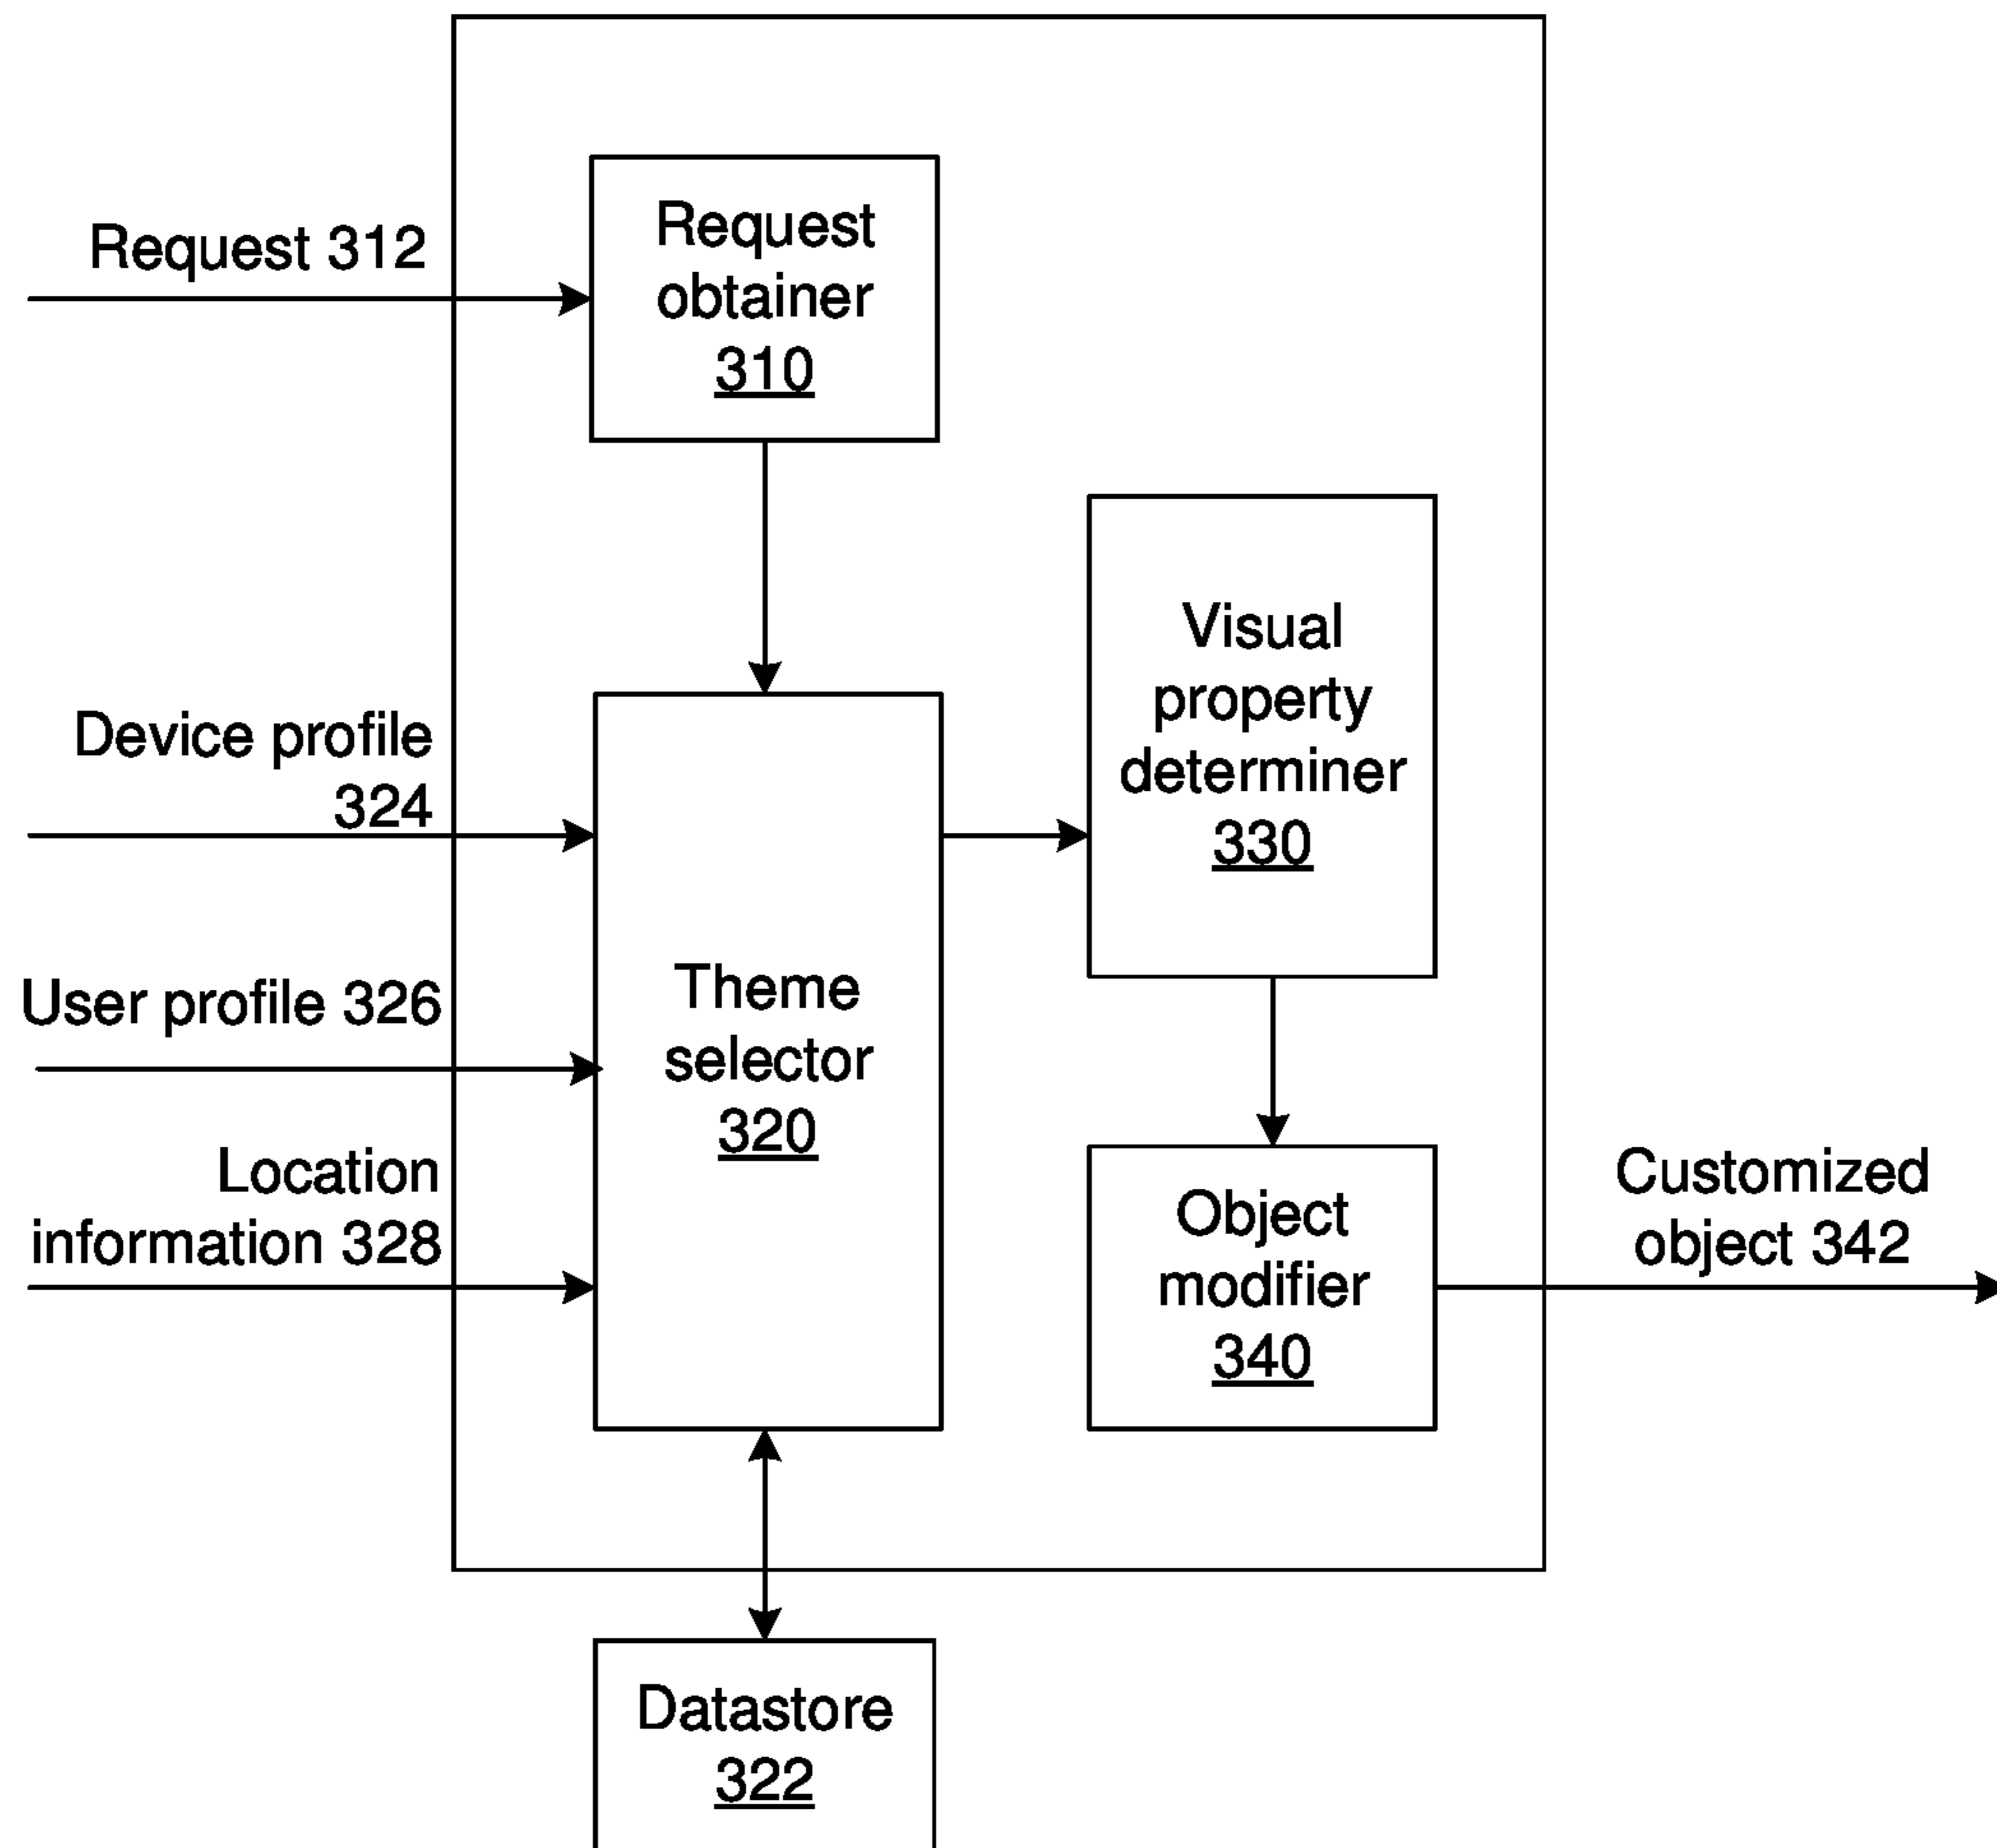 Request 312
Request
obtainer
310
Device profile
324
User profile 326
Location
information 328
Theme
selector
320
Visual
property
determiner
330
Object
modifier
340
Customized
object 342
Datastore
322